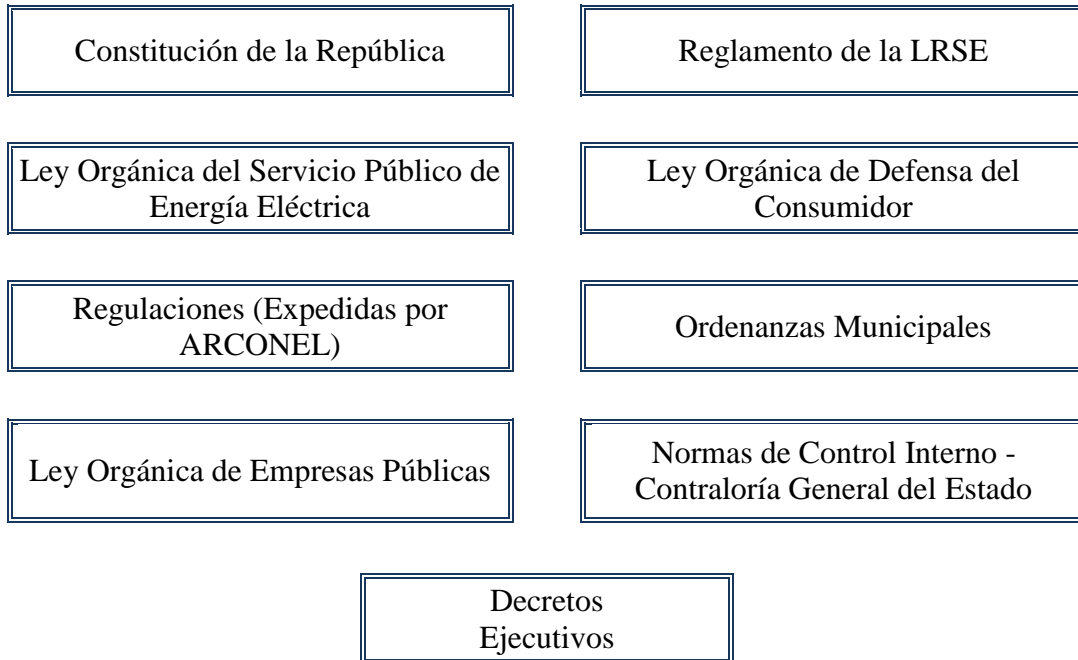 Constitución de la República
Reglamento de la LRSE
Ley Orgánica del Servicio Público de
Energía Eléctrica
Ley Orgánica de Defensa del
Consumidor
Regulaciones (Expedidas por
ARCONEL)
Ordenanzas Municipales
Ley Orgánica de Empresas Públicas
Normas de Control Interno -
Contraloría General del Estado
Decretos
Ejecutivos